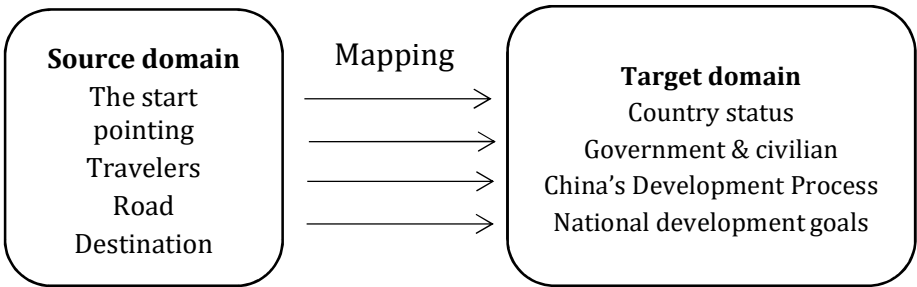 Source domain
The start
pointing
Travelers
Road
Destination
Mapping
Target domain
Country status
Government & civilian
China's Development Process
National development goals